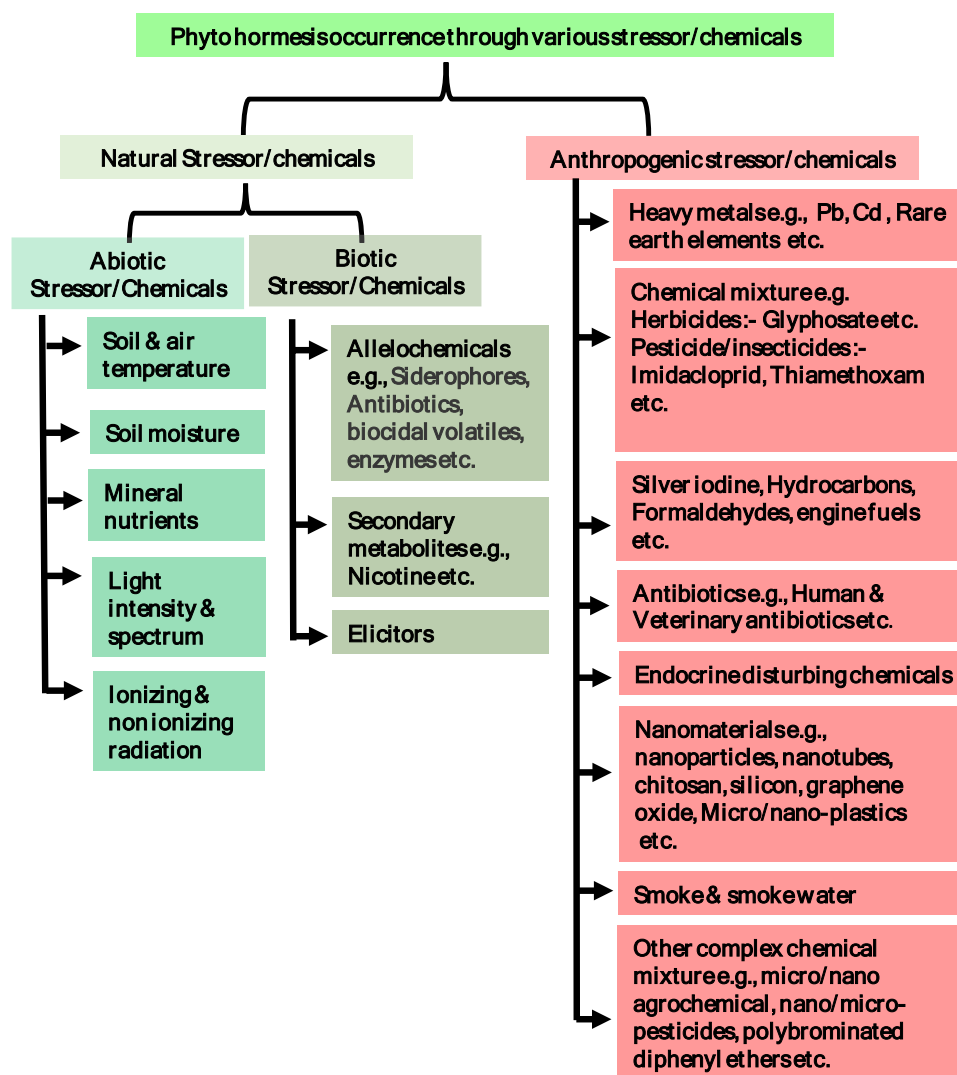 Phyto hormesis occurrence through various stressor/ chemicals
Natural Stressor/ chemicals
Anthropogenic stressor/ chemicals
Abiotic
Stressor/ Chemicals
Biotic
Stressor/ Chemicals
Soil & air
temperature
Soil moisture
Mineral
nutrients
Light
intensity &
spectrum
Ionizing &
non ionizing
radiation
Allelochemicals
e.g., Siderophores,
Antibiotics,
biocidal volatiles,
enzymes etc.
Secondary
metabolites e.g.,
Nicotine etc.
Elicitors
Heavy metals e.g., Pb, Cd , Rare
earth elements etc.
Chemical mixture e.g.
Herbicides:- Glyphosate etc.
Pesticide/ insecticides:-
Imidacloprid, Thiamethoxam
etc.
Silver iodine, Hydrocarbons,
Formaldehydes, engine fuels
etc.
Antibiotics e.g., Human &
Veterinary antibiotics etc.
Endocrine disturbing chemicals
Nanomaterials e.g.,
nanoparticles, nanotubes,
chitosan, silicon, graphene
oxide, Micro/ nano-plastics
etc.
Smoke & smoke water
Other complex chemical
mixture e.g., micro/ nano
agrochemical, nano/ micro-
pesticides, polybrominated
diphenyl ethers etc.